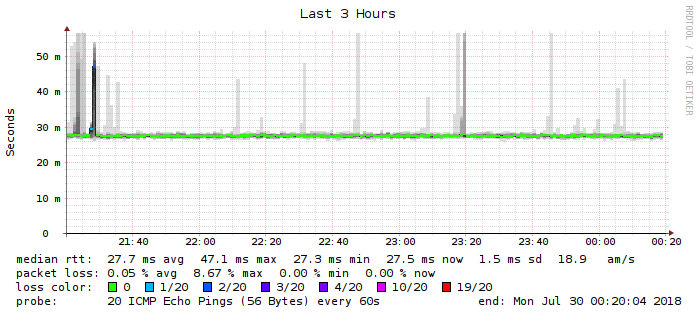 Last 3 Hours
RRDTOOL / TOBI OETIKER
Seconds
50 m
40 m
30 m
20 m
10 m
0
21:40 22:00 22:20 22:40 23:00 23:20 23:40 00:00 00:20
median rtt: 27.7 ms avg 47.1 ms max 27.3 ms min 27.5 ms now 1.5 ms sd 18.9 am/s
packet loss: 0.05 % avg 8.67 % max 0.00 % min 0.00 % now
loss color: 0 1/20 2/20 3/20 4/20 10/20 19/20
probe: 20 ICMP Echo Pings (56 Bytes) every 60s end: Mon Jul 30 00:20:04 2018